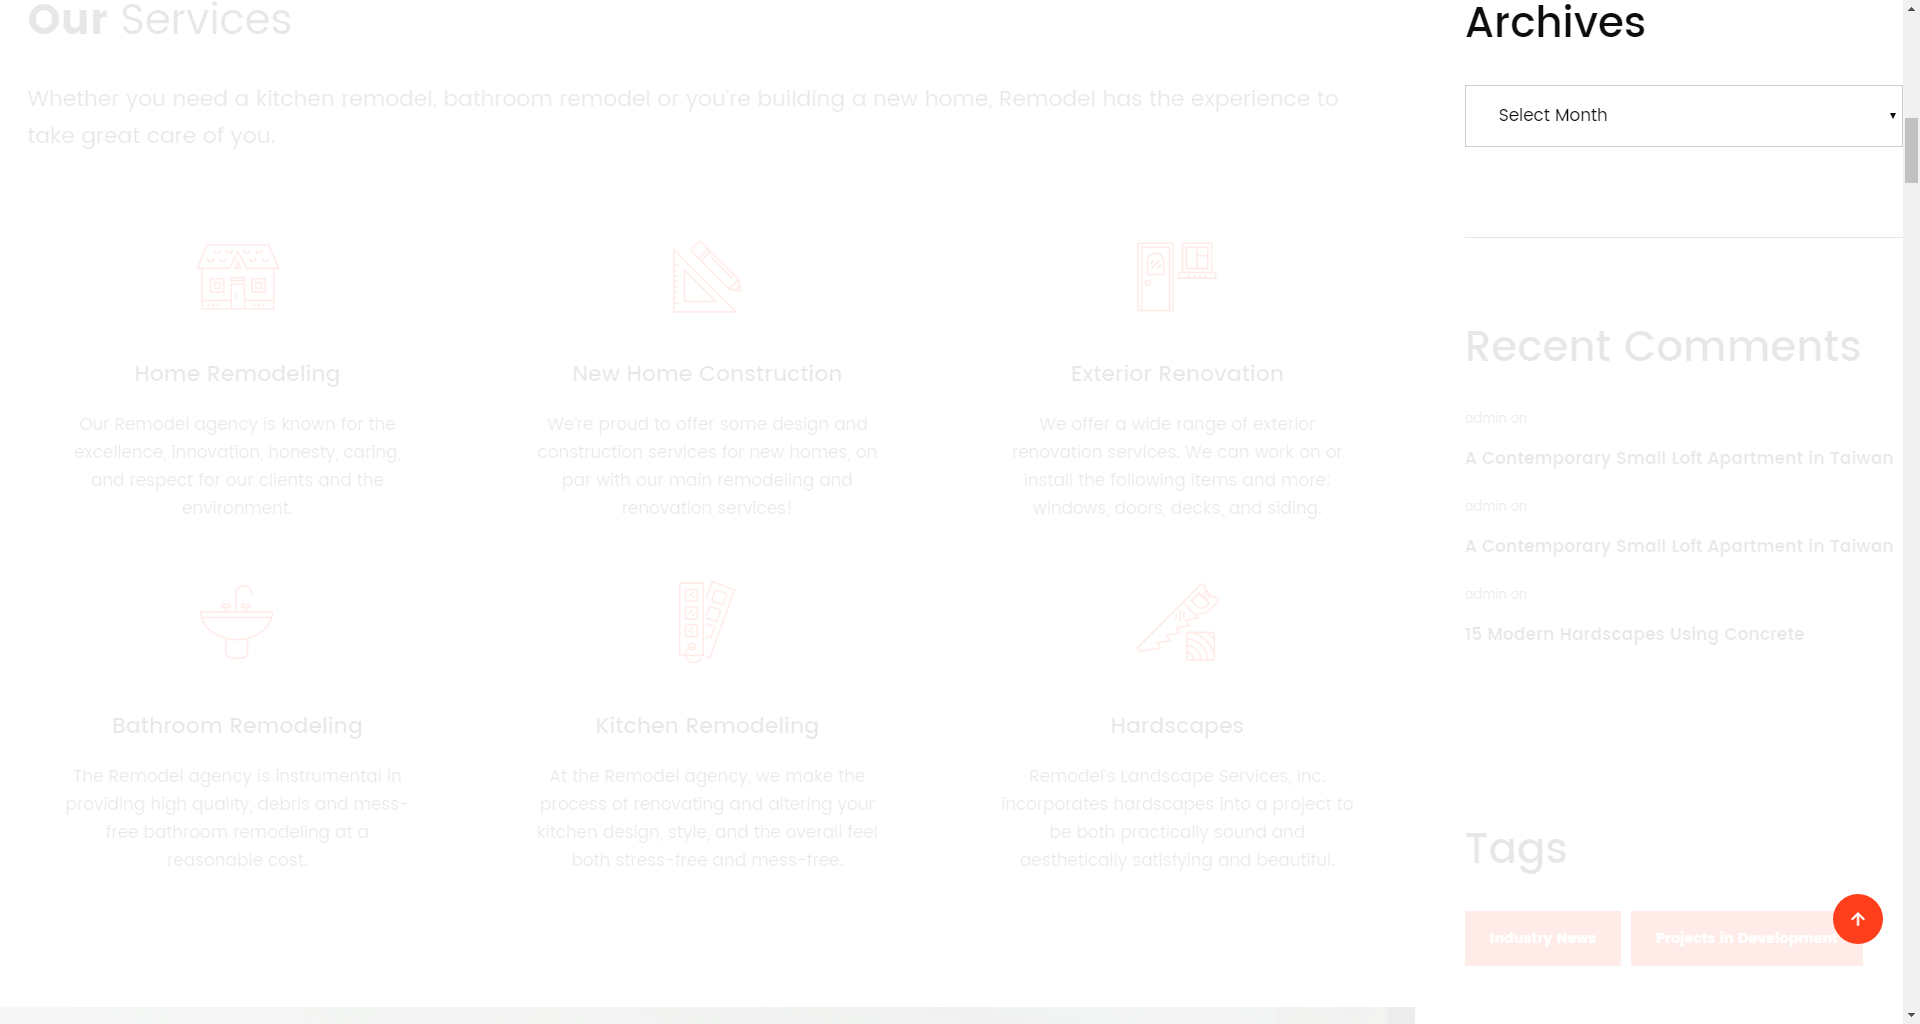 Our Services
Whether you need a kitchen remodel, bathroom remodel or you're building a new home, Remodel has the experience to
take great care of you.
Home Remodeling
Our Remodel agency is known for the
excellence, innovation, honesty, caring,
and respect for our clients and the
environment.
New Home Construction
We're proud to offer some design and
construction services for new homes, on
par with our main remodeling and
renovation services!
Exterior Renovation
We offer a wide range of exterior
renovation services. We can work on or
install the following items and more:
windows, doors, decks, and siding.
Bathroom Remodeling
The Remodel agency is instrumental in
providing high quality, debris and mess-
free bathroom remodeling at a
reasonable cost.
Kitchen Remodeling
At the Remodel agency, we make the
process of renovating and altering your
kitchen design, style, and the overall feel
both stress-free and mess-free.
Hardscapes
Remodel's Landscape Services, Inc.
incorporates hardscapes into a project to
be both practically sound and
aesthetically satisfying and beautiful.
Archives
Select Month
Recent Comments
admin on
A Contemporary Small Loft Apartment in Taiwan
admin on
A Contemporary Small Loft Apartment in Taiwan
admin on
15 Modern Hardscapes Using Concrete
Tags
Industry News
Projects in Development